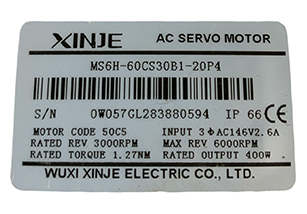 XINJE AC SERVO MOTOR
MS6H-60CS30B1-20P4
S/N 0W057GL283880594 IP 66 CE
MOTOR CODE 50C5 INPUT 3ΦAC146V2.6A
RATED REV 3000RPM MAX REV 6000RPM
RATED TORQUE 1.27NM RATED OUTPUT 400W
WUXI XINJE ELECTRIC CO., LTD.